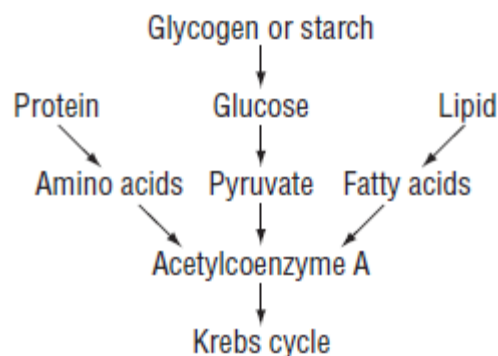 Glycogen or starch
Protein Glucose Lipid
Amino acids Pyruvate Fatty acids
Acetylcoenzyme A
Krebs cycle